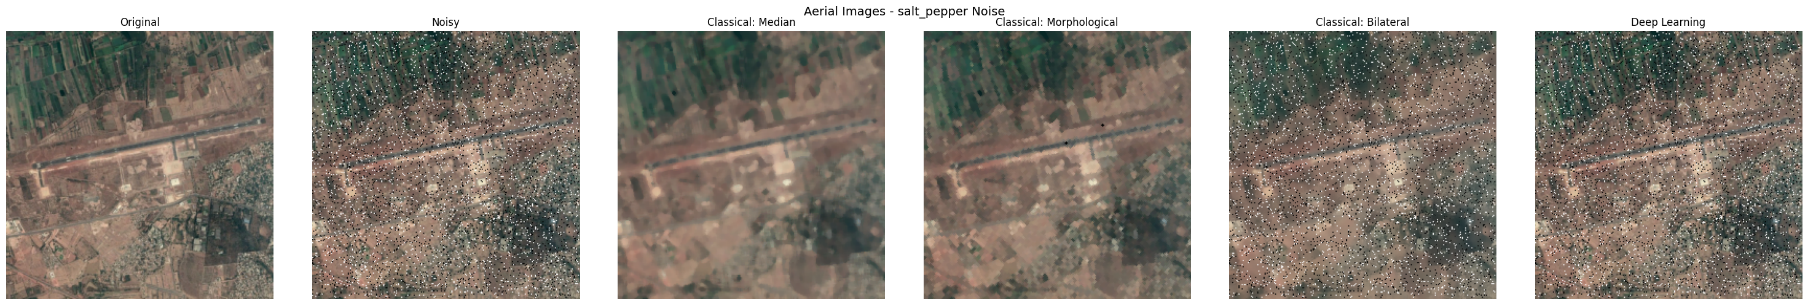 Aerial Images - salt_pepper Noise
Original
Noisy
Classical: Median
Classical: Morphological
Classical: Bilateral
Deep Learning